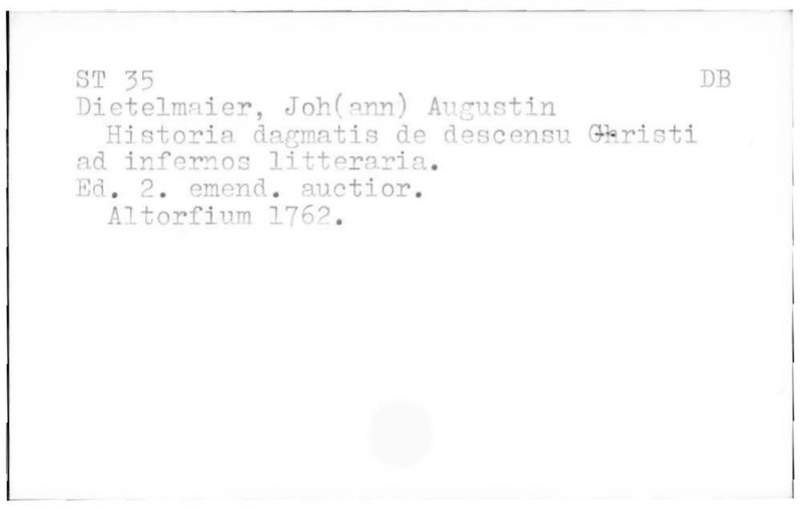 ST 35 DB
Dietelmaier, Joh(ann) Augustin
Historia dagmatis de descensu Christi
ad infernos litteraria.
Ed. 2. emend. auctior.
Altorfium 1762.